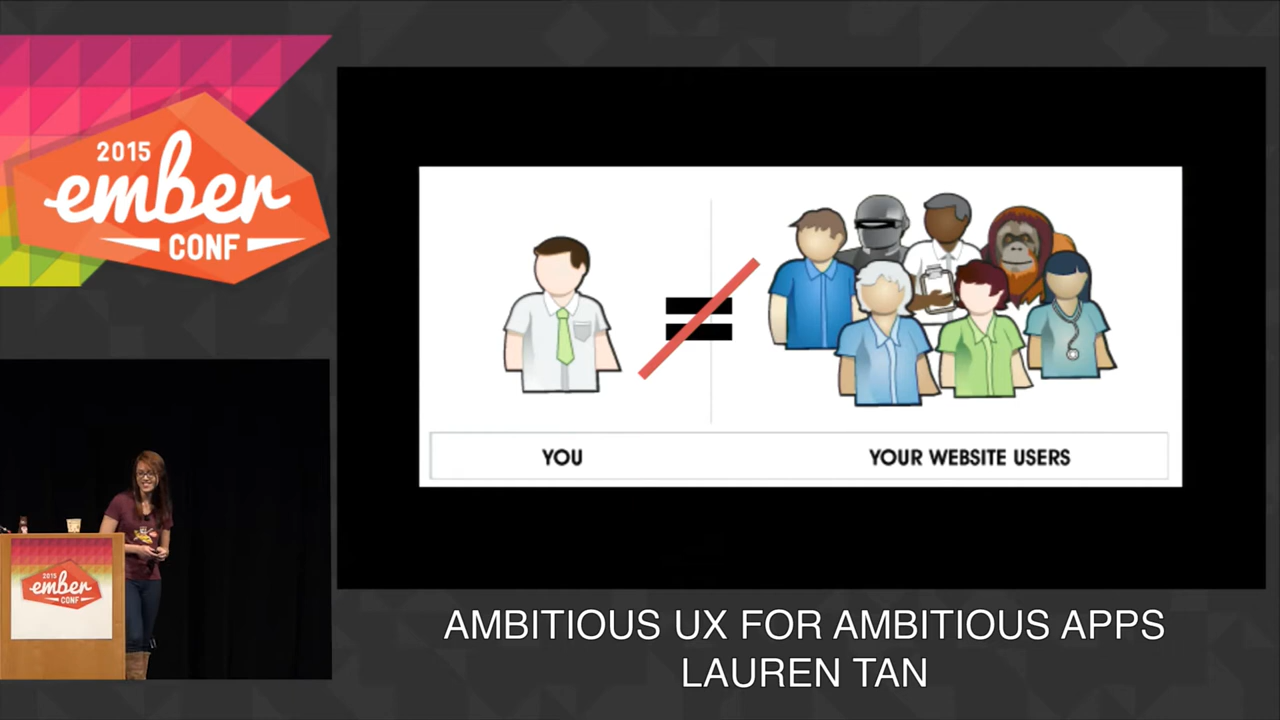 2015
ember
CONF
YOU
=
YOUR WEBSITE USERS
2015
ember
CONF
AMBITIOUS UX FOR AMBITIOUS APPS
LAUREN TAN